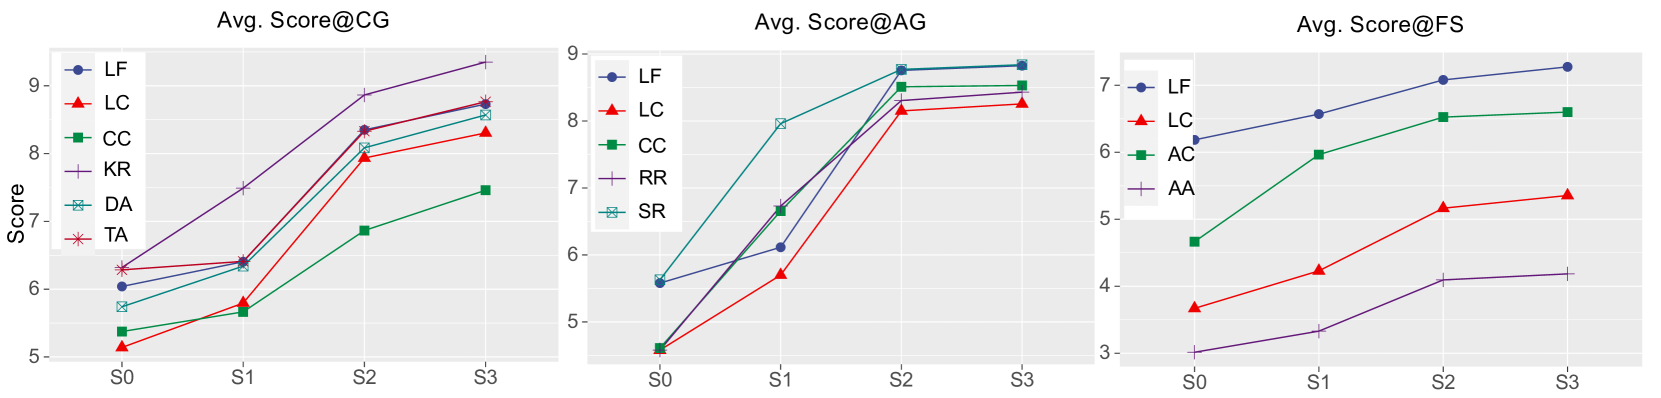 Avg. Score@CG
Score
9
8
7
6
5
LF
LC
CC
KR
DA
TA
S0 S1 S2 S3
Avg. Score@AG
9
8
7
6
5
LF
LC
CC
RR
SR
S0 S1 S2 S3
Avg. Score@FS
7
6
5
4
3
LF
LC
AC
AA
S0 S1 S2 S3